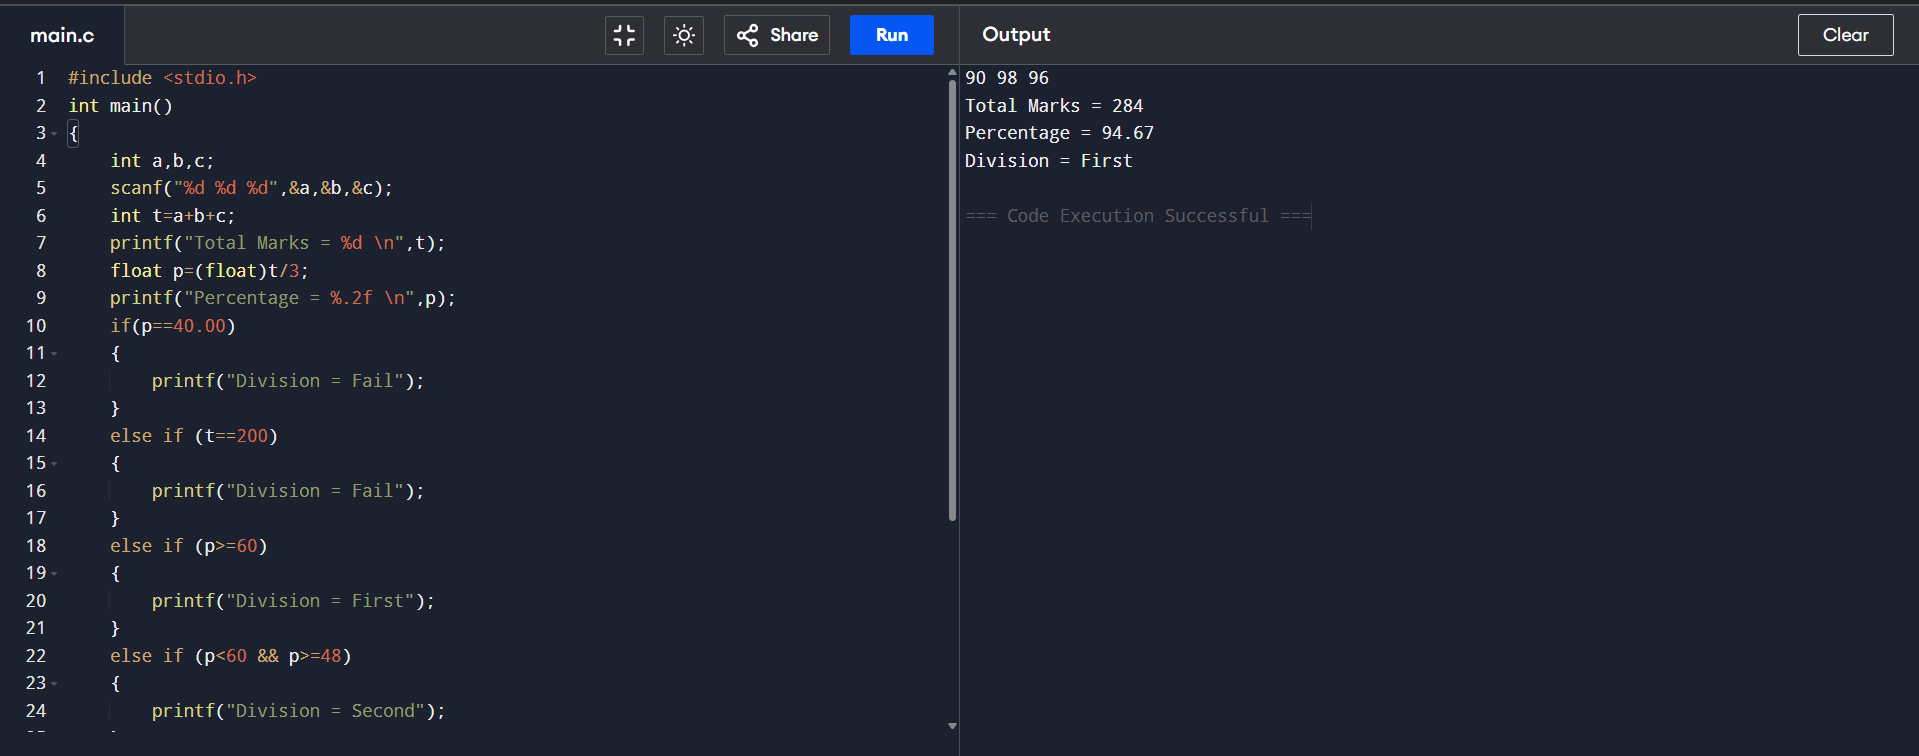 main.c
Share
Run
Output
Clear
1 #include <stdio.h>
2 int main()
3 {
4     int a,b,c;
5     scanf("%d %d %d",&a,&b,&c);
6     int t=a+b+c;
7     printf("Total Marks = %d \n",t);
8     float p=(float)t/3;
9     printf("Percentage = %.2f \n",p);
10     if(p==40.00)
11     {
12         printf("Division = Fail");
13     }
14     else if (t==200)
15     {
16         printf("Division = Fail");
17     }
18     else if (p>=60)
19     {
20         printf("Division = First");
21     }
22     else if (p<60 && p>=48)
23     {
24         printf("Division = Second");
90 98 96
Total Marks = 284
Percentage = 94.67
Division = First
=== Code Execution Successful ===